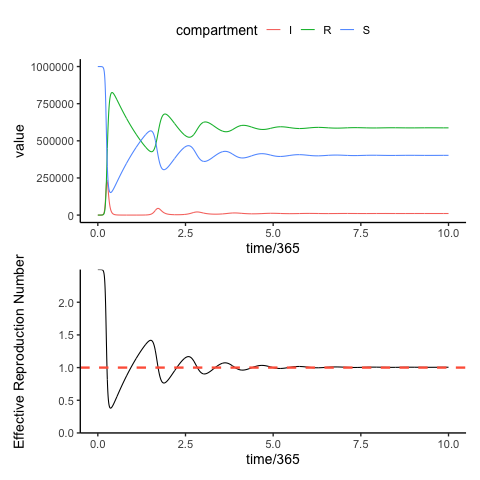 compartment I R S
1000000
750000
500000
250000
0
value
0.0 2.5 5.0 7.5 10.0
time/365
2.0
1.5
1.0
0.5
0.0
Effective Reproduction Number
0.0 2.5 5.0 7.5 10.0
time/365